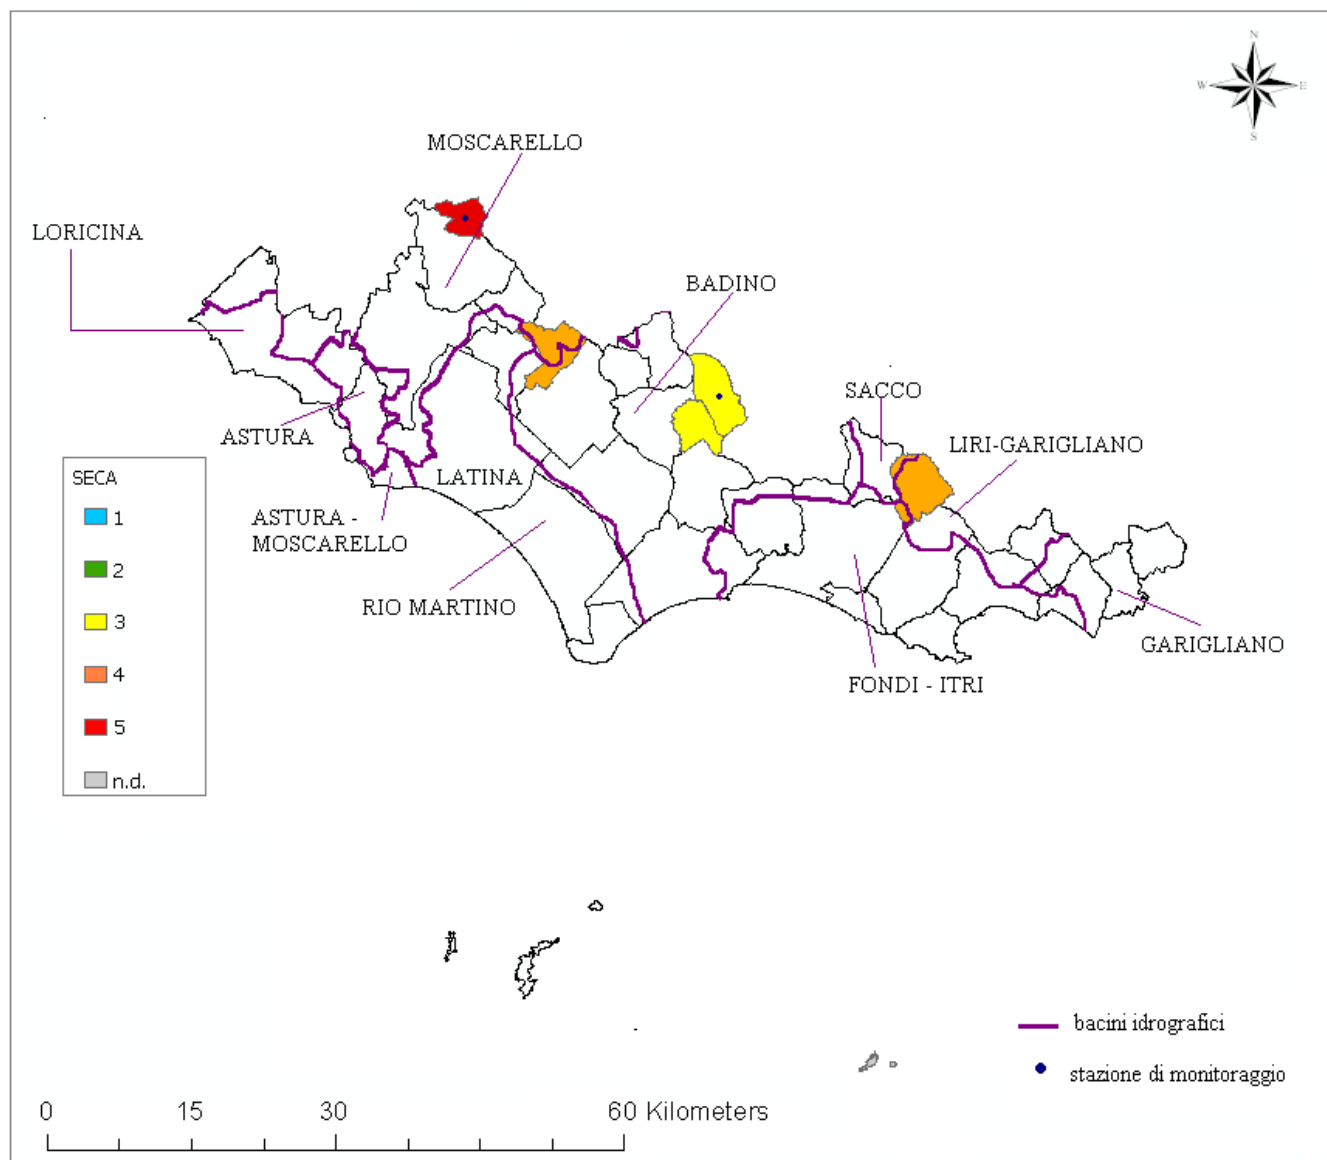 N
W
E
S
MOSCARELLO
LORICINA
BADINO
SACCO
LIRI-GARIGLIANO
ASTURA
LATINA
ASTURA -
MOSCARELLO
RIO MARTINO
GARIGLIANO
FONDI - ITRI
SECA
1
2
3
4
5
n.d.
bacini idrografici
stazione di monitoraggio
0 15 30 60 Kilometers